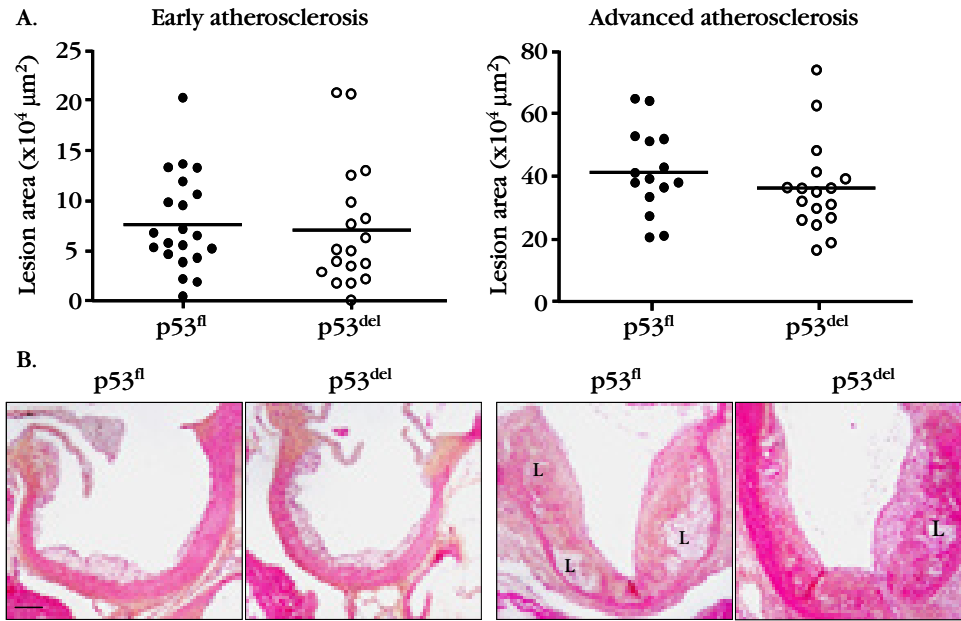 A.
Early atherosclerosis
Advanced atherosclerosis
Lesion area (x10⁴ µm²)
25
20
15
10
5
0
p53ᶠˡ
p53ᵈᵉˡ
Lesion area (x10⁴ µm²)
80
60
40
20
0
p53ᶠˡ
p53ᵈᵉˡ
B.
p53ᶠˡ
p53ᵈᵉˡ
p53ᶠˡ
p53ᵈᵉˡ
L
L
L
L